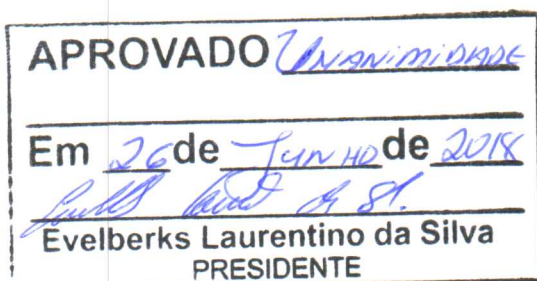 APROVADO UNANIMIDADE
Em 26 de JUNHO de 2018
Evelberks Laurentino da Silva
PRESIDENTE